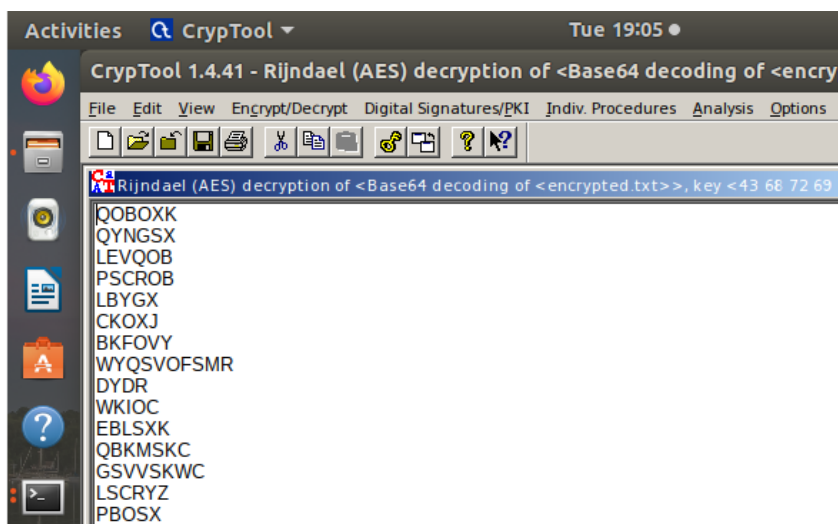 Activities CrypTool Tue 19:05
CrypTool 1.4.41 - Rijndael (AES) decryption of <Base64 decoding of <encry
File Edit View Encrypt/Decrypt Digital Signatures/PKI Indiv. Procedures Analysis Options
Rijndael (AES) decryption of <Base64 decoding of <encrypted.txt>>, key <43 68 72 69
QOBOXK
QYNGSX
LEVQOB
PSCROB
LBYGX
CKOXJ
BKFOVY
WYQSVOFSMR
DYDR
WKIOC
EBLSXK
QBKMSKC
GSVVSKWC
LSCRYZ
PBOSX